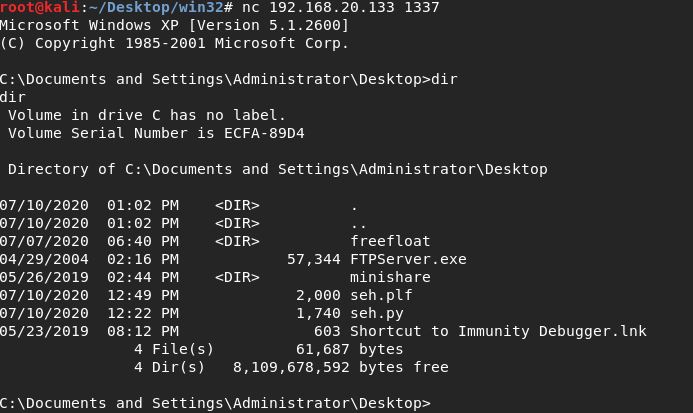 root@kali:~/Desktop/win32# nc 192.168.20.133 1337
Microsoft Windows XP [Version 5.1.2600]
(C) Copyright 1985-2001 Microsoft Corp.
C:\Documents and Settings\Administrator\Desktop>dir
dir
 Volume in drive C has no label.
 Volume Serial Number is ECFA-89D4
 Directory of C:\Documents and Settings\Administrator\Desktop
07/10/2020  01:02 PM    <DIR>          .
07/10/2020  01:02 PM    <DIR>          ..
07/07/2020  06:40 PM    <DIR>          freefloat
04/29/2004  02:16 PM            57,344 FTPServer.exe
05/26/2019  02:44 PM    <DIR>          minishare
07/10/2020  12:49 PM             2,000 seh.plf
07/10/2020  12:22 PM             1,740 seh.py
05/23/2019  08:12 PM               603 Shortcut to Immunity Debugger.lnk
               4 File(s)         61,687 bytes
               4 Dir(s)   8,109,678,592 bytes free
C:\Documents and Settings\Administrator\Desktop>